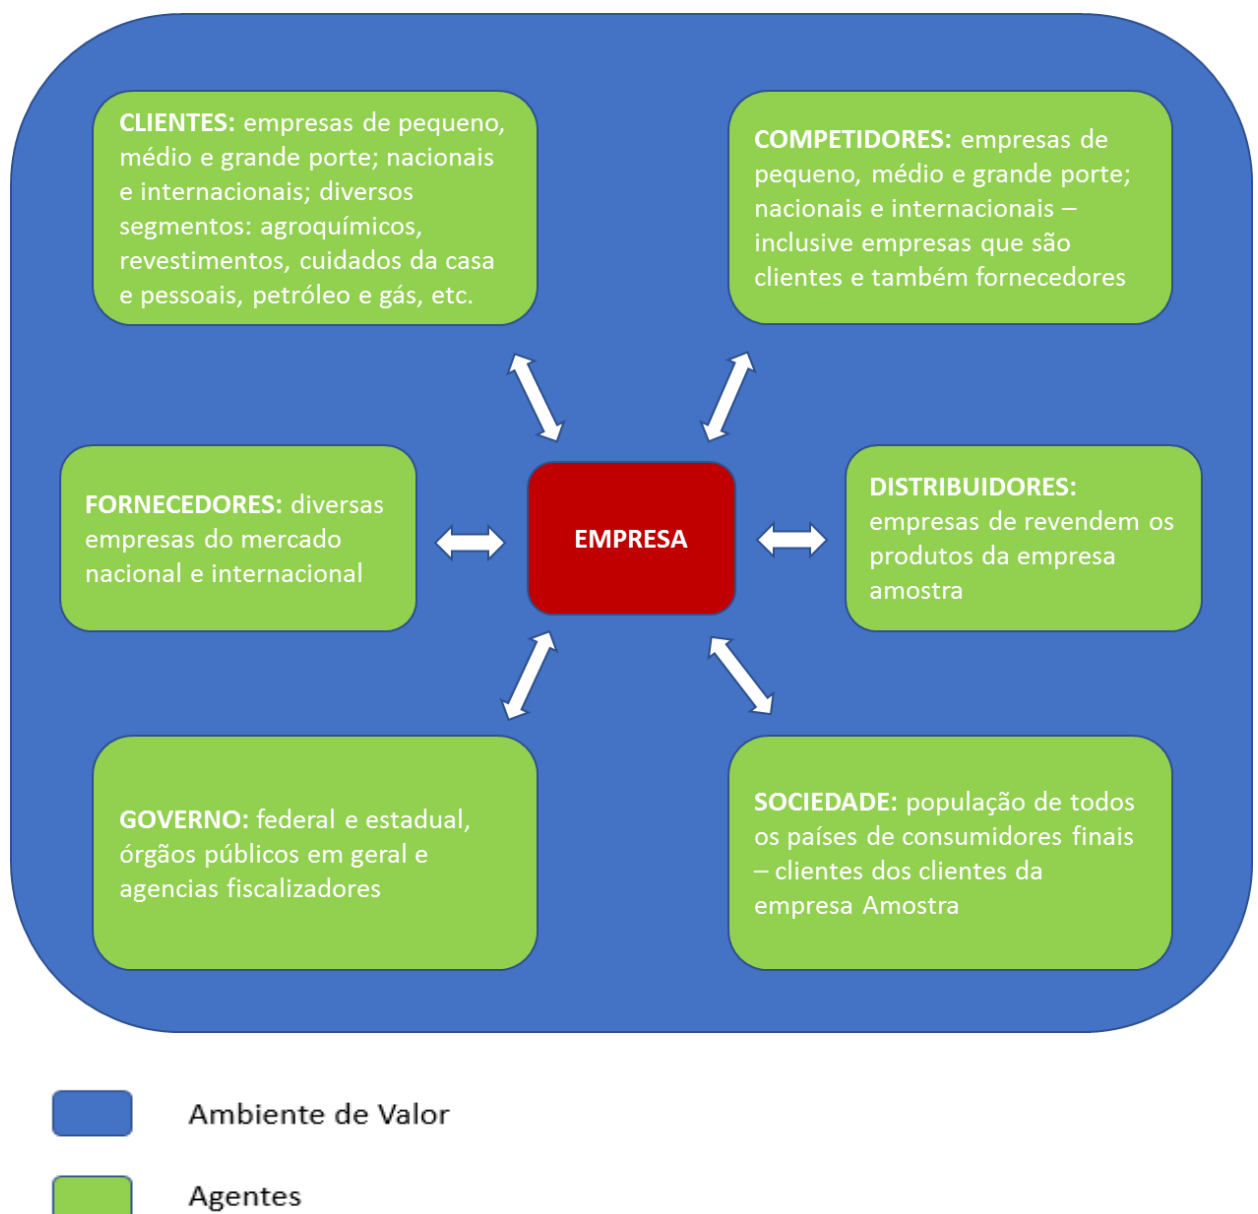 CLIENTES: empresas de pequeno,
médio e grande porte; nacionais
e internacionais; diversos
segmentos: agroquímicos,
revestimentos, cuidados da casa
e pessoais, petróleo e gás, etc.
COMPETIDORES: empresas de
pequeno, médio e grande porte;
nacionais e internacionais –
inclusive empresas que são
clientes e também fornecedores
FORNECEDORES: diversas
empresas do mercado
nacional e internacional
EMPRESA
DISTRIBUIDORES:
empresas de revendem os
produtos da empresa
amostra
GOVERNO: federal e estadual,
órgãos públicos em geral e
agencias fiscalizadores
SOCIEDADE: população de todos
os países de consumidores finais
– clientes dos clientes da
empresa Amostra
Ambiente de Valor
Agentes